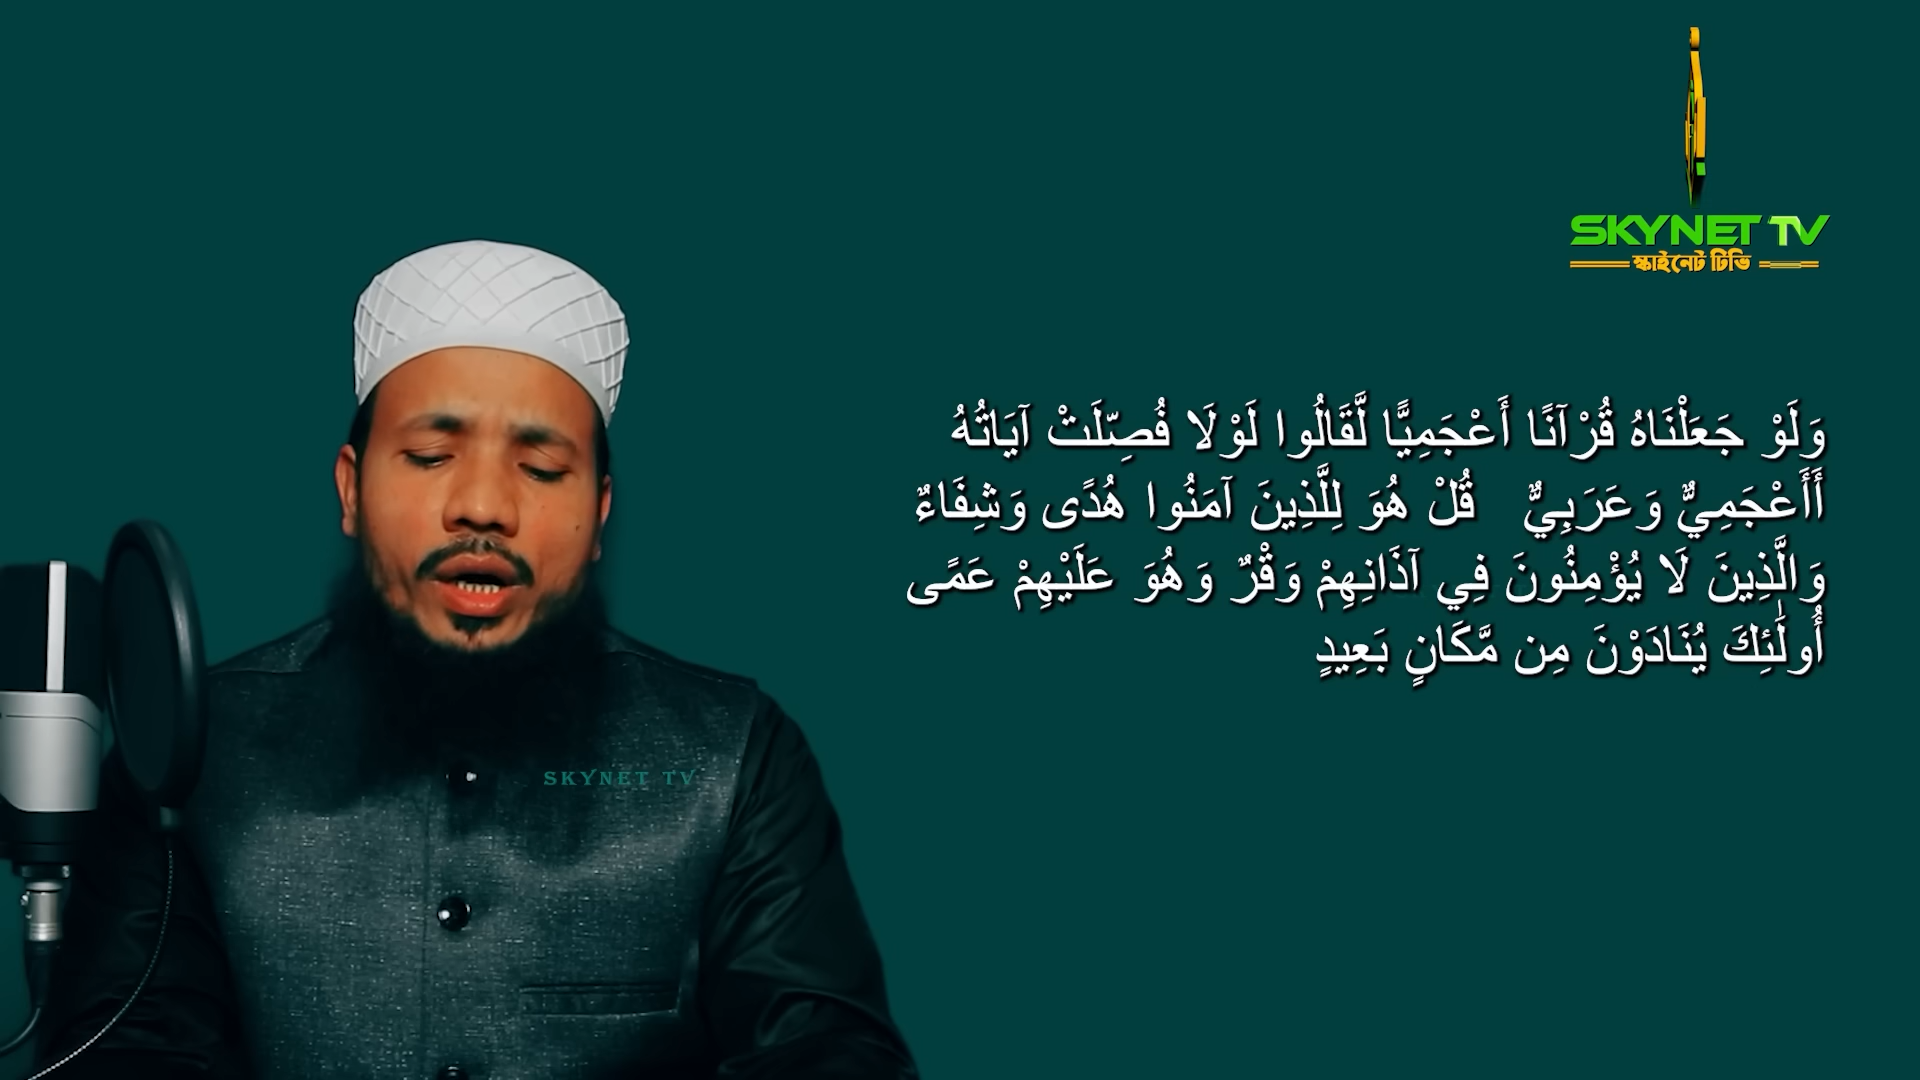 SKYNET TV
স্কাইনেট টিভি
وَلَوْ جَعَلْنَاهُ قُرْآنًا أَعْجَمِيًّا لَّقَالُوا لَوْلَا فُصِّلَتْ آيَاتُهُ
أَأَعْجَمِيٌّ وَعَرَبِيٌّ قُلْ هُوَ لِلَّذِينَ آمَنُوا هُدًى وَشِفَاءٌ
وَالَّذِينَ لَا يُؤْمِنُونَ فِي آذَانِهِمْ وَقْرٌ وَهُوَ عَلَيْهِمْ عَمًى
أُولَٰئِكَ يُنَادَوْنَ مِن مَّكَانٍ بَعِيدٍ
SKYNET TV